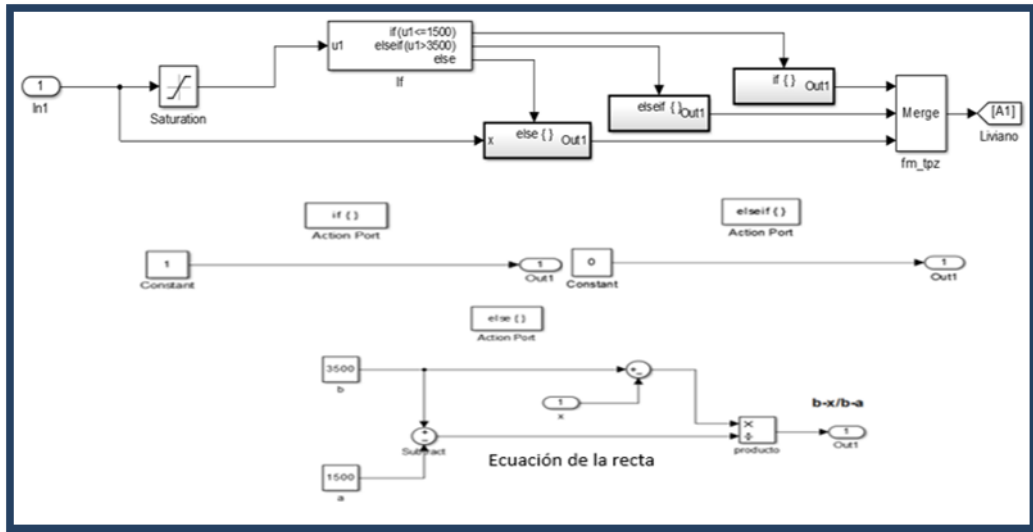 if(u1<=1500)
u1
elseif(u1>3500)
else
If
1
In1
Saturation
if { }
Out1
elseif { }
Out1
x
else { }
Out1
Merge
fm_tpz
[A1]
Liviano
if { }
Action Port
elseif { }
Action Port
1
Constant
1
Out1
0
Constant
1
Out1
else { }
Action Port
3500
b
+
-
1
x
b-x/b-a
×
÷
producto
1
Out1
+
-
Subtract
Ecuación de la recta
1500
a